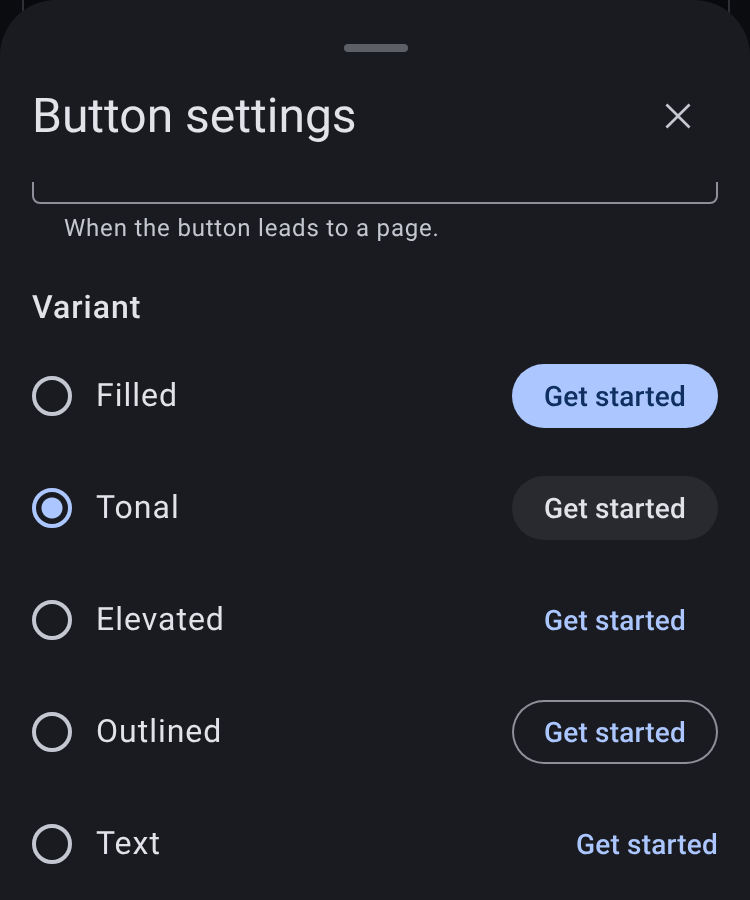 Button settings
When the button leads to a page.
Variant
Filled
Get started
Tonal
Get started
Elevated
Get started
Outlined
Get started
Text
Get started